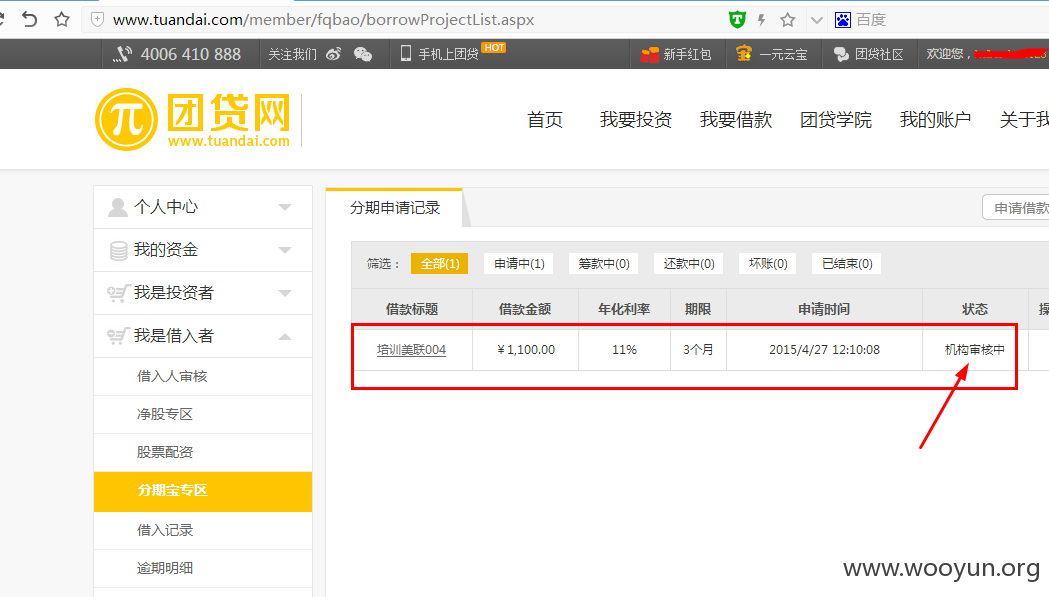 www.tuandai.com/member/fqbao/borrowProjectList.aspx 百度
4006 410 888 关注我们 手机上团贷 HOT 新手红包 一元云宝 团贷社区 欢迎您，
π 团贷网
www.tuandai.com
首页 我要投资 我要借款 团贷学院 我的账户 关于我
个人中心
我的资金
我是投资者
我是借入者
借入人审核
净股专区
股票配资
分期宝专区
借入记录
逾期明细
分期申请记录
申请借款
筛选： 全部(1) 申请中(1) 筹款中(0) 还款中(0) 坏账(0) 已结束(0)
借款标题 借款金额 年化利率 期限 申请时间 状态
培训美联004 ￥1,100.00 11% 3个月 2015/4/27 12:10:08 机构审核中
www.wooyun.org